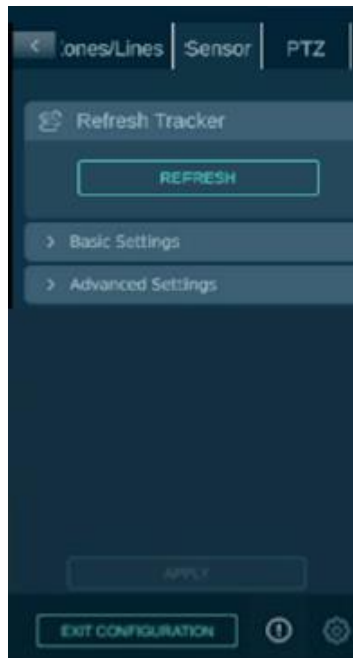 :ones/Lines Sensor PTZ
Refresh Tracker
REFRESH
Basic Settings
Advanced Settings
APPLY
EXIT CONFIGURATION